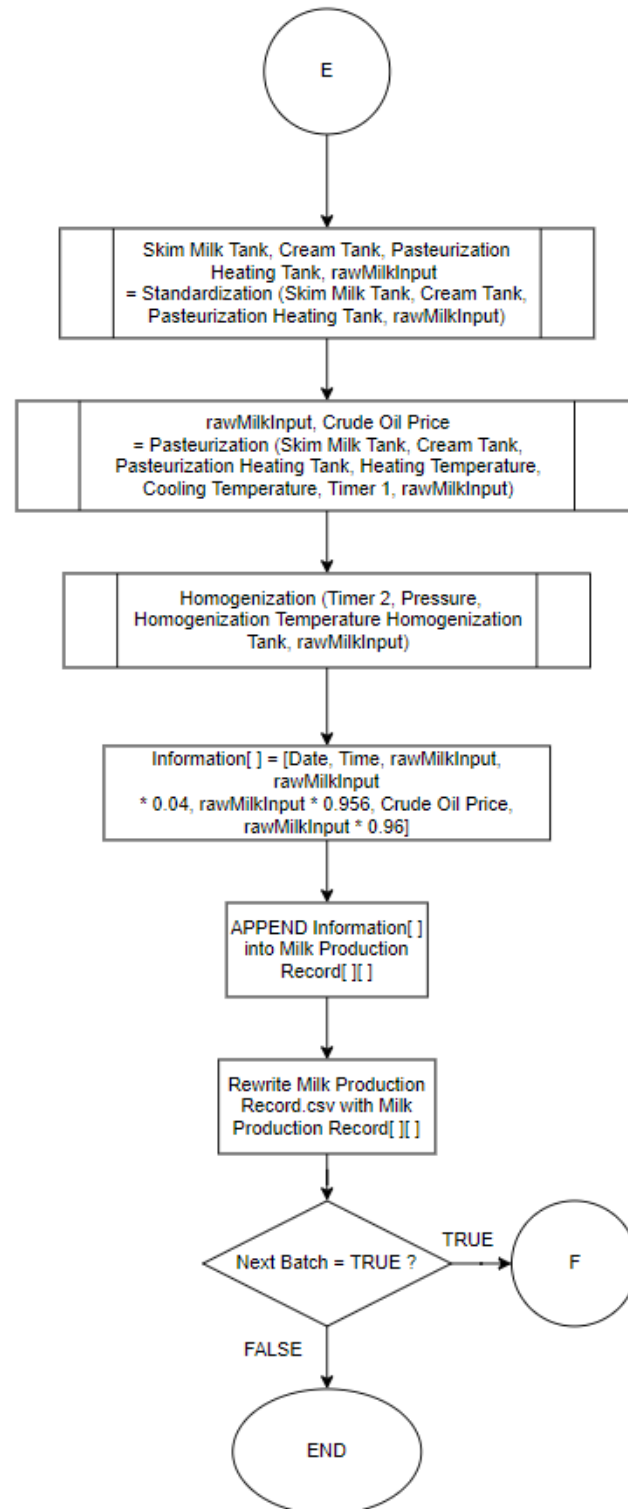 E
Skim Milk Tank, Cream Tank, Pasteurization
Heating Tank, rawMilkInput
= Standardization (Skim Milk Tank, Cream Tank,
Pasteurization Heating Tank, rawMilkInput)
rawMilkInput, Crude Oil Price
= Pasteurization (Skim Milk Tank, Cream Tank,
Pasteurization Heating Tank, Heating Temperature,
Cooling Temperature, Timer 1, rawMilkInput)
Homogenization (Timer 2, Pressure,
Homogenization Temperature Homogenization
Tank, rawMilkInput)
Information[ ] = [Date, Time, rawMilkInput,
rawMilkInput
* 0.04, rawMilkInput * 0.956, Crude Oil Price,
rawMilkInput * 0.96]
APPEND Information[ ]
into Milk Production
Record[ ][ ]
Rewrite Milk Production
Record.csv with Milk
Production Record[ ][ ]
Next Batch = TRUE ?
TRUE
F
FALSE
END